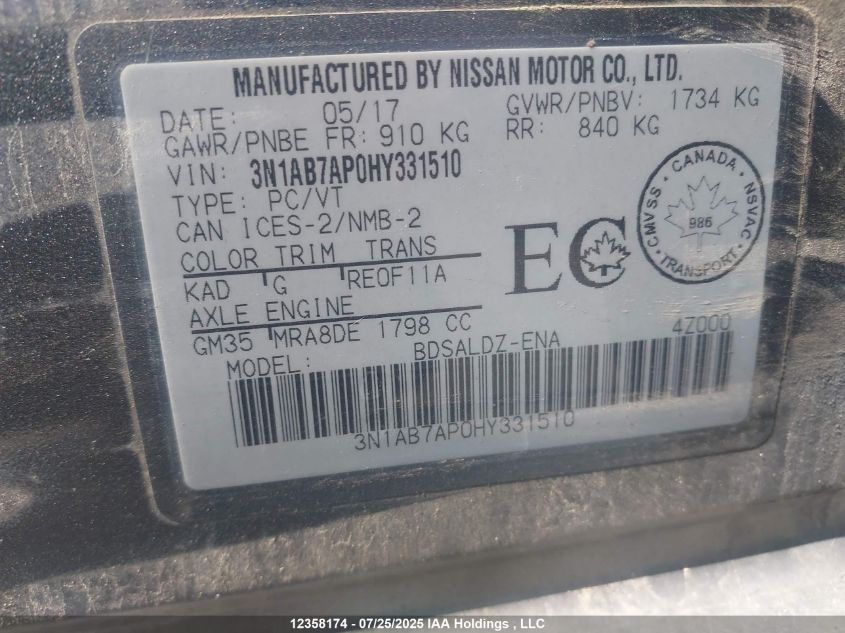 MANUFACTURED BY NISSAN MOTOR CO., LTD.
DATE: 05/17 GVWR/PNBV: 1734 KG
GAWR/PNBE FR: 910 KG RR: 840 KG
VIN: 3N1AB7AP0HY331510
TYPE: PC/VT
CAN ICES-2/NMB-2
COLOR TRIM TRANS
KAD G RE0F11A
AXLE ENGINE
GM35 MRA8DE 1798 CC
MODEL: BDSALDZ-ENA 4Z000
3N1AB7AP0HY331510
EC
CANADA
CMVSS 986 NSVAC
TRANSPORT
12358174 - 07/25/2025 IAA Holdings , LLC